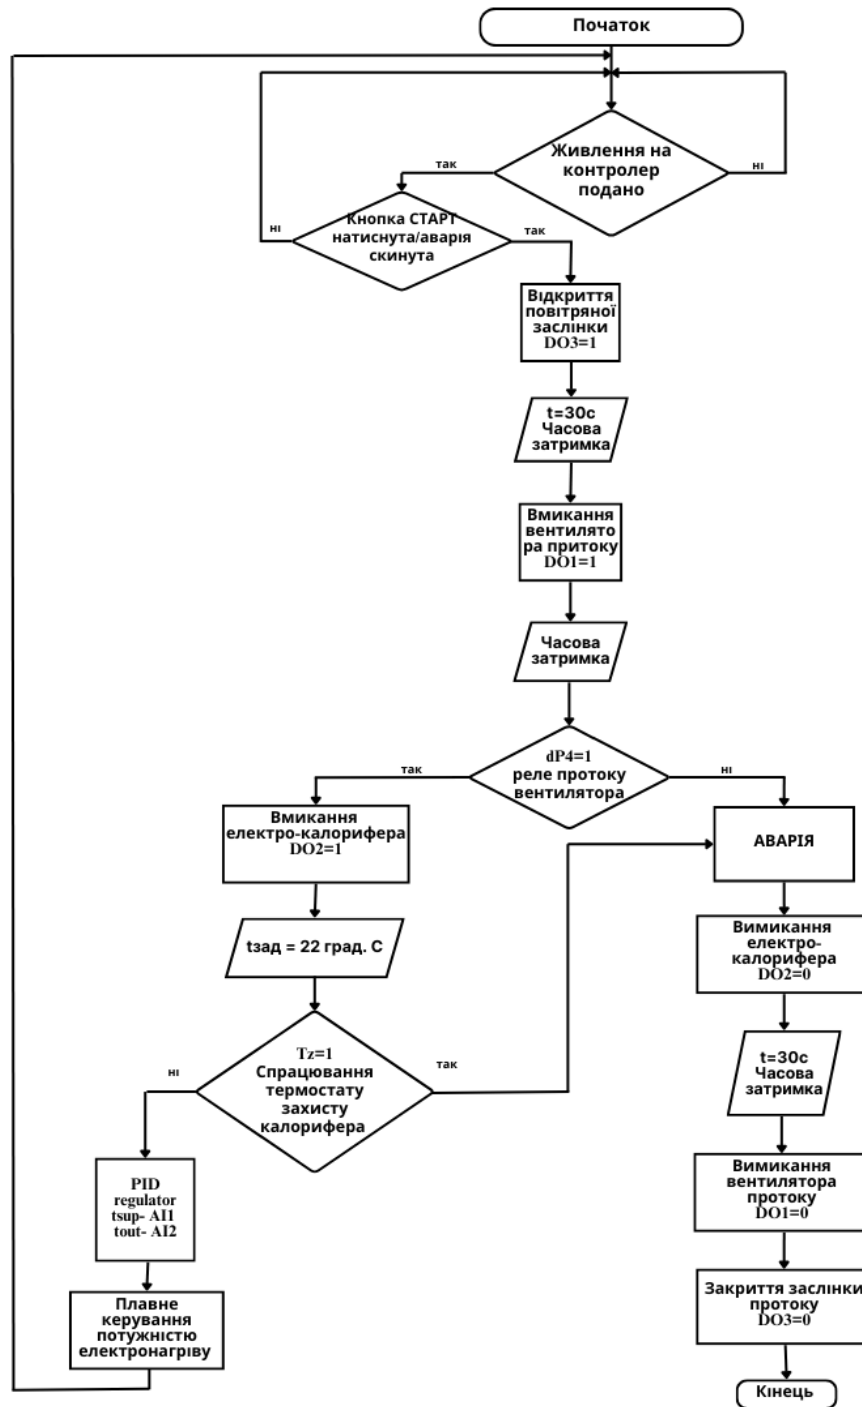 Початок
Живлення на
контролер
подано
так
ні
Кнопка СТАРТ
натиснута/аварія
скинута
ні
так
Відкриття
повітряної
заслінки
DO3=1
t=30c
Часова
затримка
Вмикання
вентилято
ра притоку
DO1=1
Часова
затримка
dP4=1
реле протоку
вентилятора
так
ні
Вмикання
електро-калорифера
DO2=1
АВАРІЯ
tзад = 22 град. С
Вимикання
електро-
калорифера
DO2=0
Tz=1
Спрацювання
термостату
захисту
калорифера
ні
так
t=30c
Часова
затримка
PID
regulator
tsup- AI1
tout- AI2
Вимикання
вентилятора
протоку
DO1=0
Плавне
керування
потужністю
електронагріву
Закриття заслінки
протоку
DO3=0
Кінець